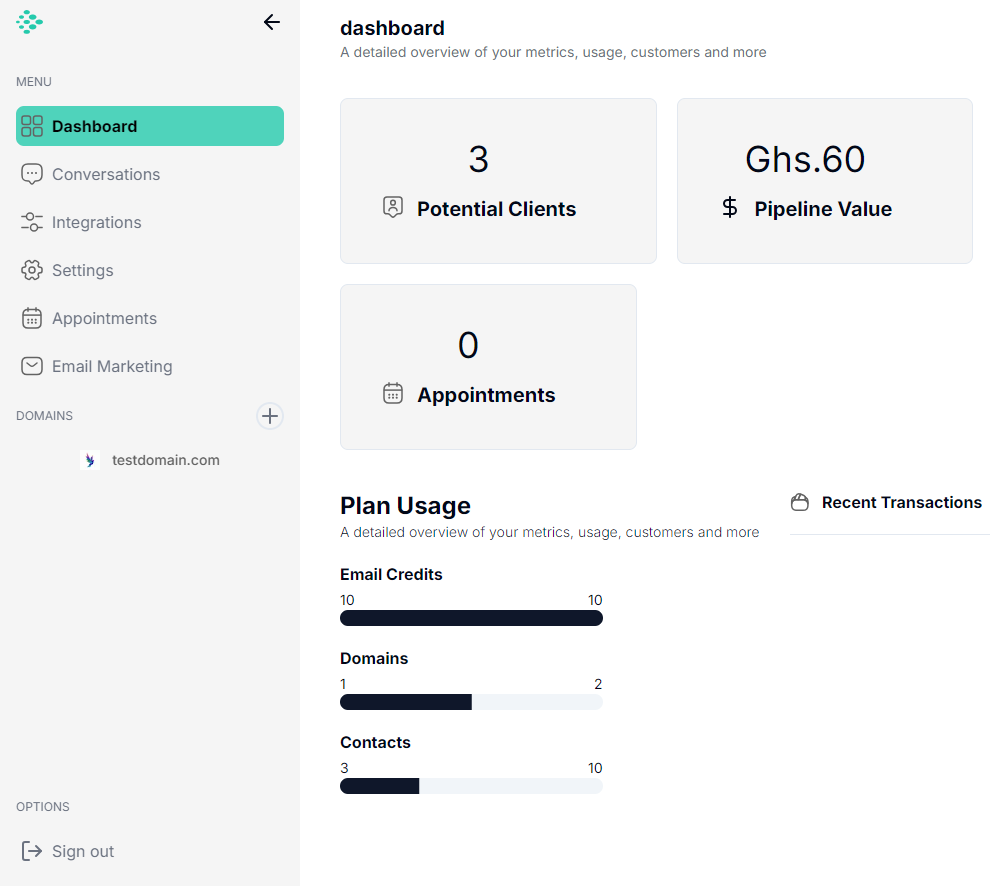 MENU
Dashboard
Conversations
Integrations
Settings
Appointments
Email Marketing
DOMAINS
testdomain.com
OPTIONS
Sign out
dashboard
A detailed overview of your metrics, usage, customers and more
3
Potential Clients
Ghs.60
Pipeline Value
0
Appointments
Plan Usage
A detailed overview of your metrics, usage, customers and more
Email Credits
10 10
Domains
1 2
Contacts
3 10
Recent Transactions